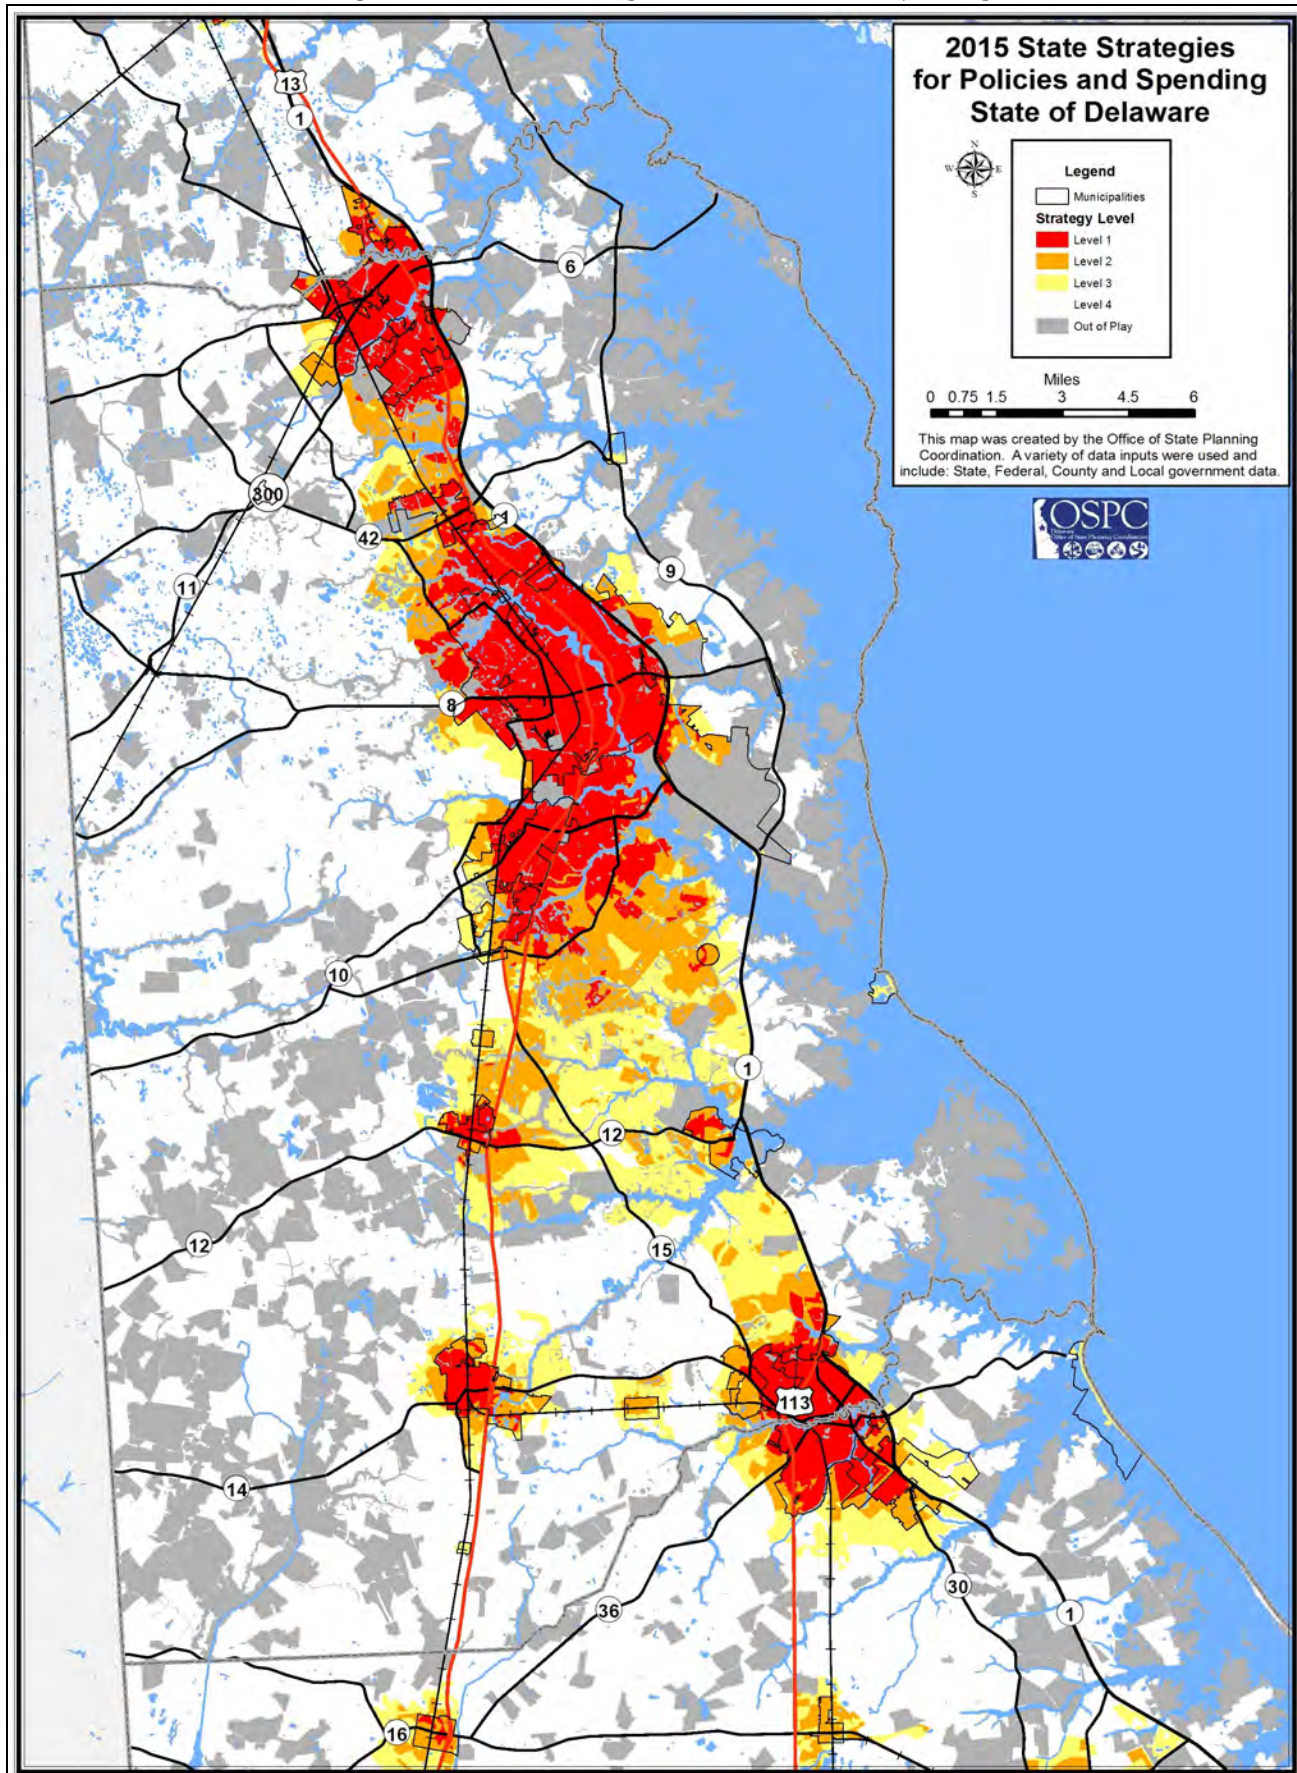 2015 State Strategies
for Policies and Spending
State of Delaware
N
W E
S
Legend
Municipalities
Strategy Level
Level 1
Level 2
Level 3
Level 4
Out of Play
Miles
0 0.75 1.5 3 4.5 6
This map was created by the Office of State Planning
Coordination. A variety of data inputs were used and
include: State, Federal, County and Local government data.
OSPC
13
1
6
300
1
42
9
11
8
10
1
12
12
15
113
14
30
36
1
16